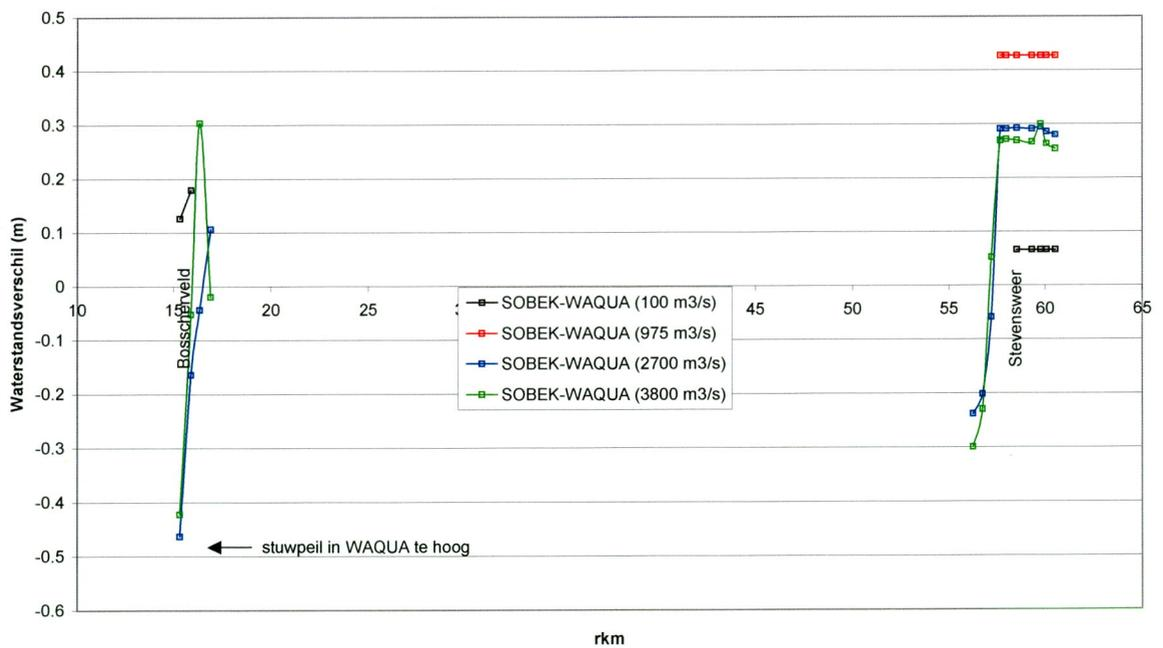 0.5
0.4
0.3
0.2
0.1
0
-0.1
-0.2
-0.3
-0.4
-0.5
-0.6
Waterstandsverschil (m)
10
15
20
25
45
50
55
60
65
rkm
Bosscherveld
Stevensweer
SOBEK-WAQUA (100 m3/s)
SOBEK-WAQUA (975 m3/s)
SOBEK-WAQUA (2700 m3/s)
SOBEK-WAQUA (3800 m3/s)
stuwpeil in WAQUA te hoog